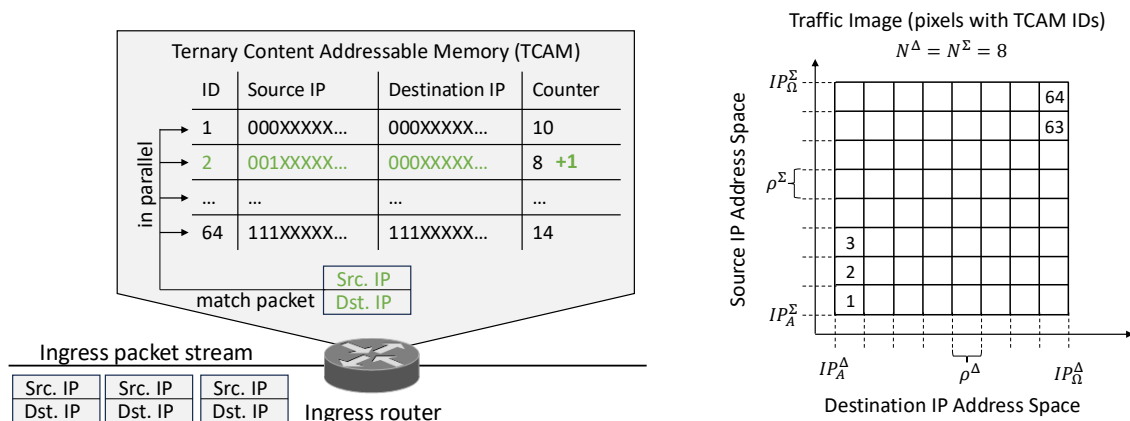 Ternary Content Addressable Memory (TCAM)
ID Source IP Destination IP Counter
1 000XXXXX... 000XXXXX... 10
2 001XXXXX... 000XXXXX... 8 +1
... ... ... ...
64 111XXXXX... 111XXXXX... 14
in parallel
match packet
Src. IP
Dst. IP
Ingress packet stream
Src. IP Src. IP Src. IP
Dst. IP Dst. IP Dst. IP
Ingress router
Traffic Image (pixels with TCAM IDs)
N^Δ = N^Σ = 8
Source IP Address Space
IP_Ω^Σ
ρ^Σ
IP_A^Σ
64
63
3
2
1
IP_A^Δ ρ^Δ IP_Ω^Δ
Destination IP Address Space